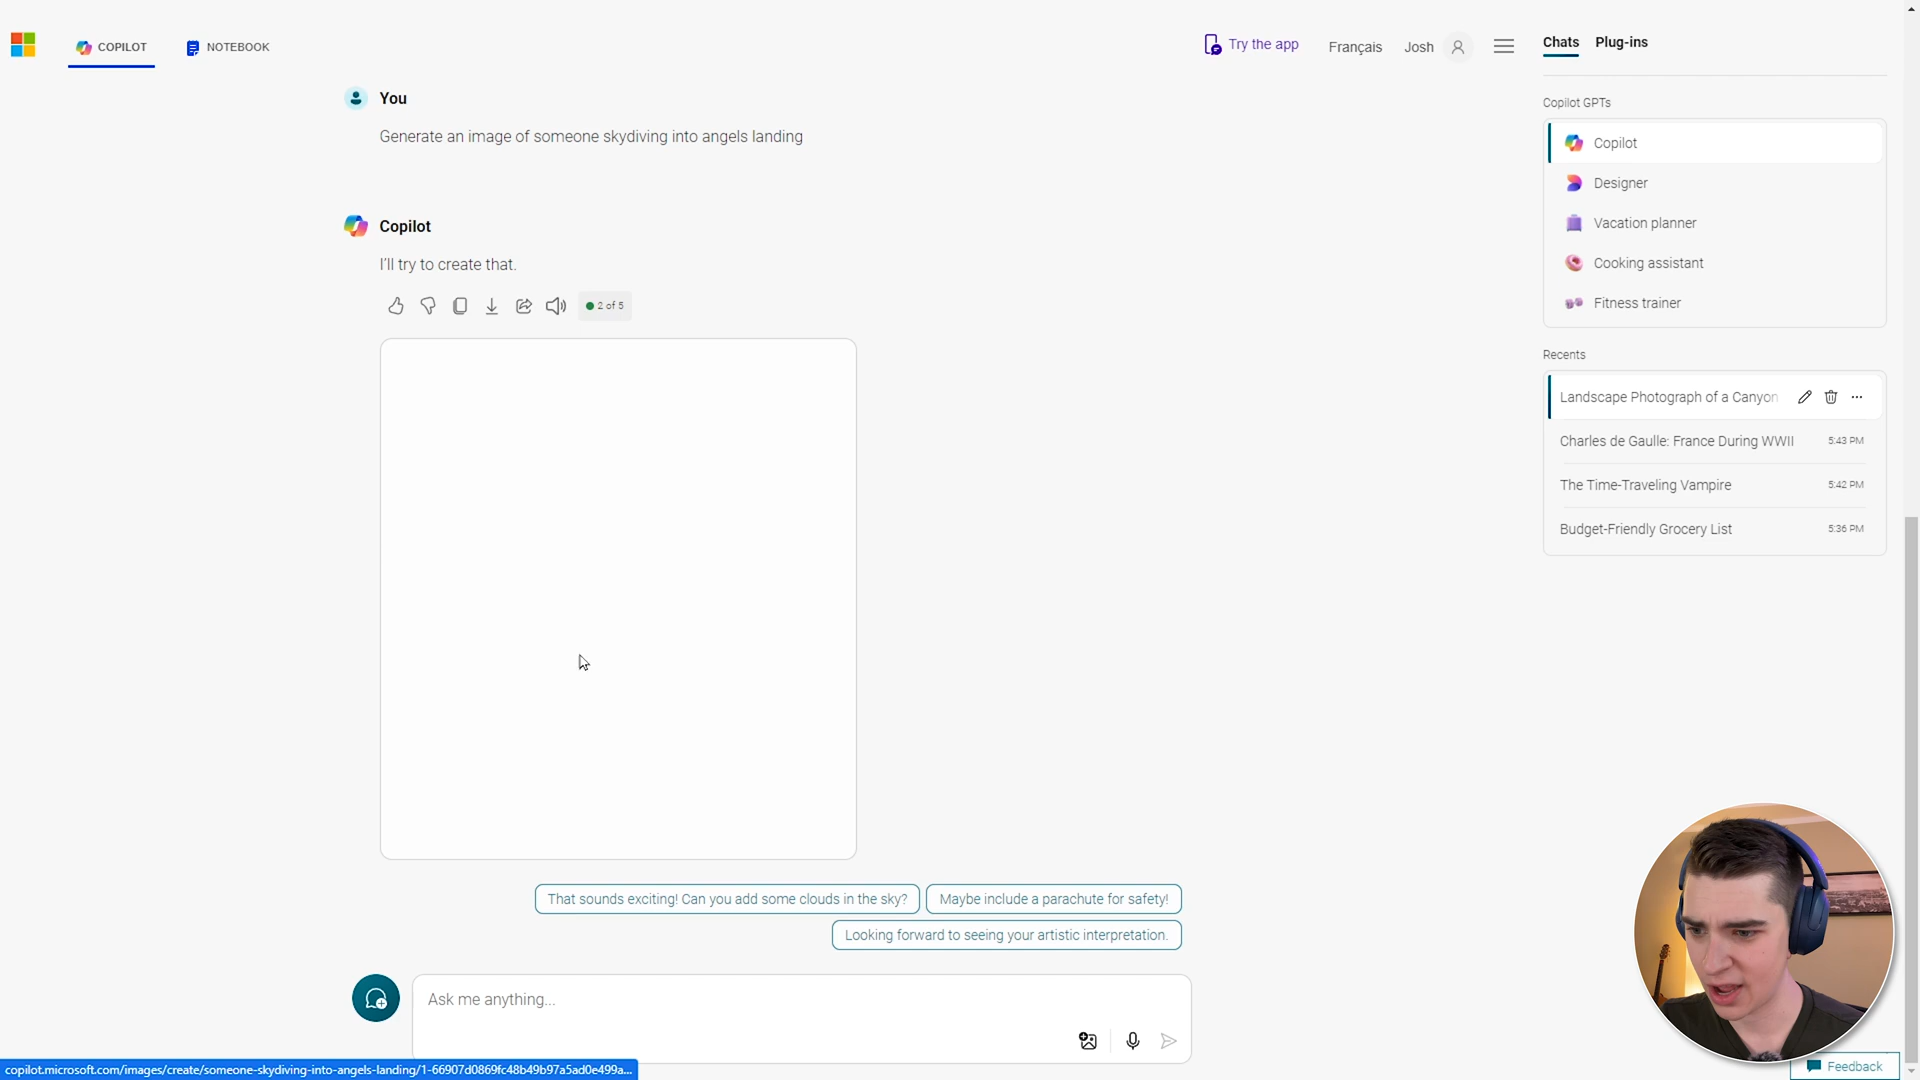 COPILOT
NOTEBOOK
Try the app
Français
Josh
Chats
Plug-ins
You
Generate an image of someone skydiving into angels landing
Copilot
I'll try to create that.
2 of 5
Copilot GPTs
Copilot
Designer
Vacation planner
Cooking assistant
Fitness trainer
Recents
Landscape Photograph of a Canyon
Charles de Gaulle: France During WWII 5:43 PM
The Time-Traveling Vampire 5:42 PM
Budget-Friendly Grocery List 5:36 PM
That sounds exciting! Can you add some clouds in the sky?
Maybe include a parachute for safety!
Looking forward to seeing your artistic interpretation.
Ask me anything...
Feedback
copilot.microsoft.com/images/create/someone-skydiving-into-angels-landing/1-66907d0869fc48b49b97a5ad0e499a...